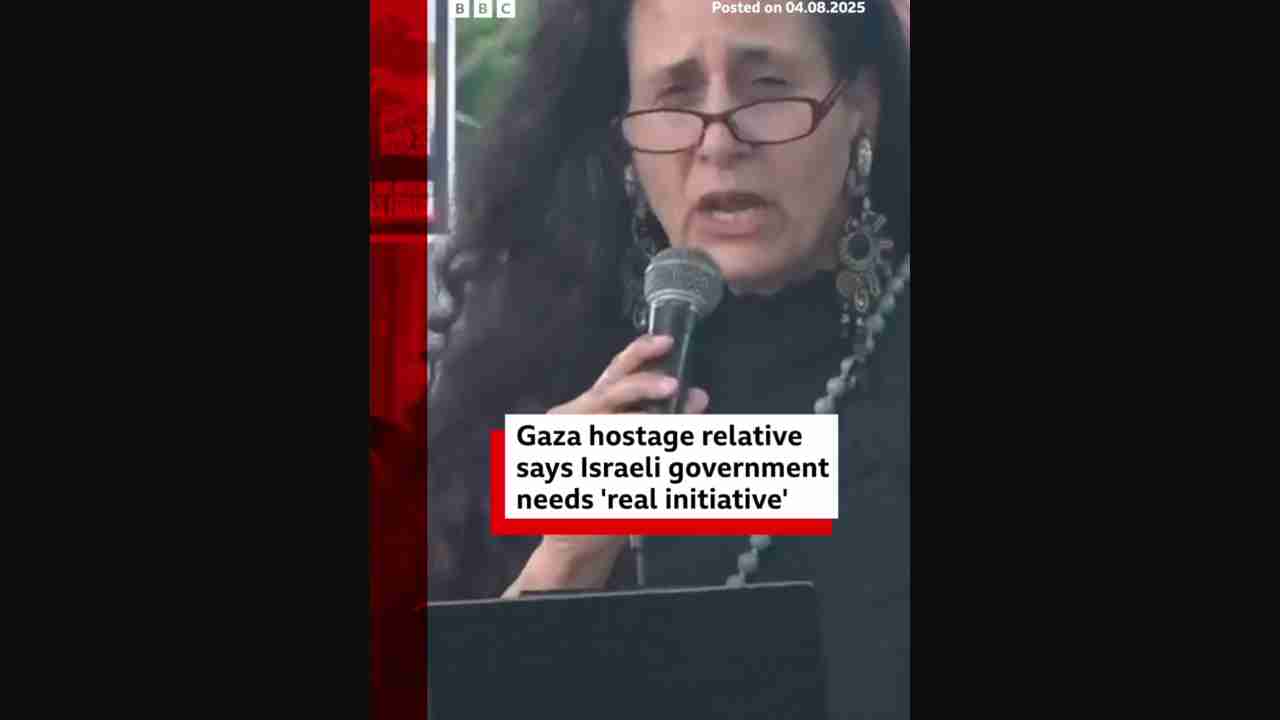 BBC
Posted on 04.08.2025
Gaza hostage relative
says Israeli government
needs 'real initiative'